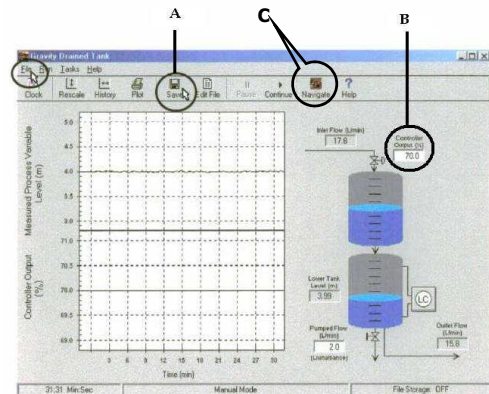 A
C
B
Gravity Drained Tank
File Run Tasks Help
Clock Rescale History Plot Save Edit File Pause Continue Navigate Help
Measured Process Variable
Level (m)
5.0
4.5
4.0
3.5
3.0
Controller Output
(%)
71.0
70.5
70.0
69.5
69.0
0 3 6 9 12 15 18 21 24 27 30
Time (min)
Inlet Flow (L/min)
17.6
Controller
Output (%)
70.0
Lower Tank
Level (m)
3.99
LC
Pumped Flow
(L/min)
2.0
(Disturbance)
Outlet Flow
(L/min)
15.6
31:31 Min:Sec
Manual Mode
File Storage: OFF